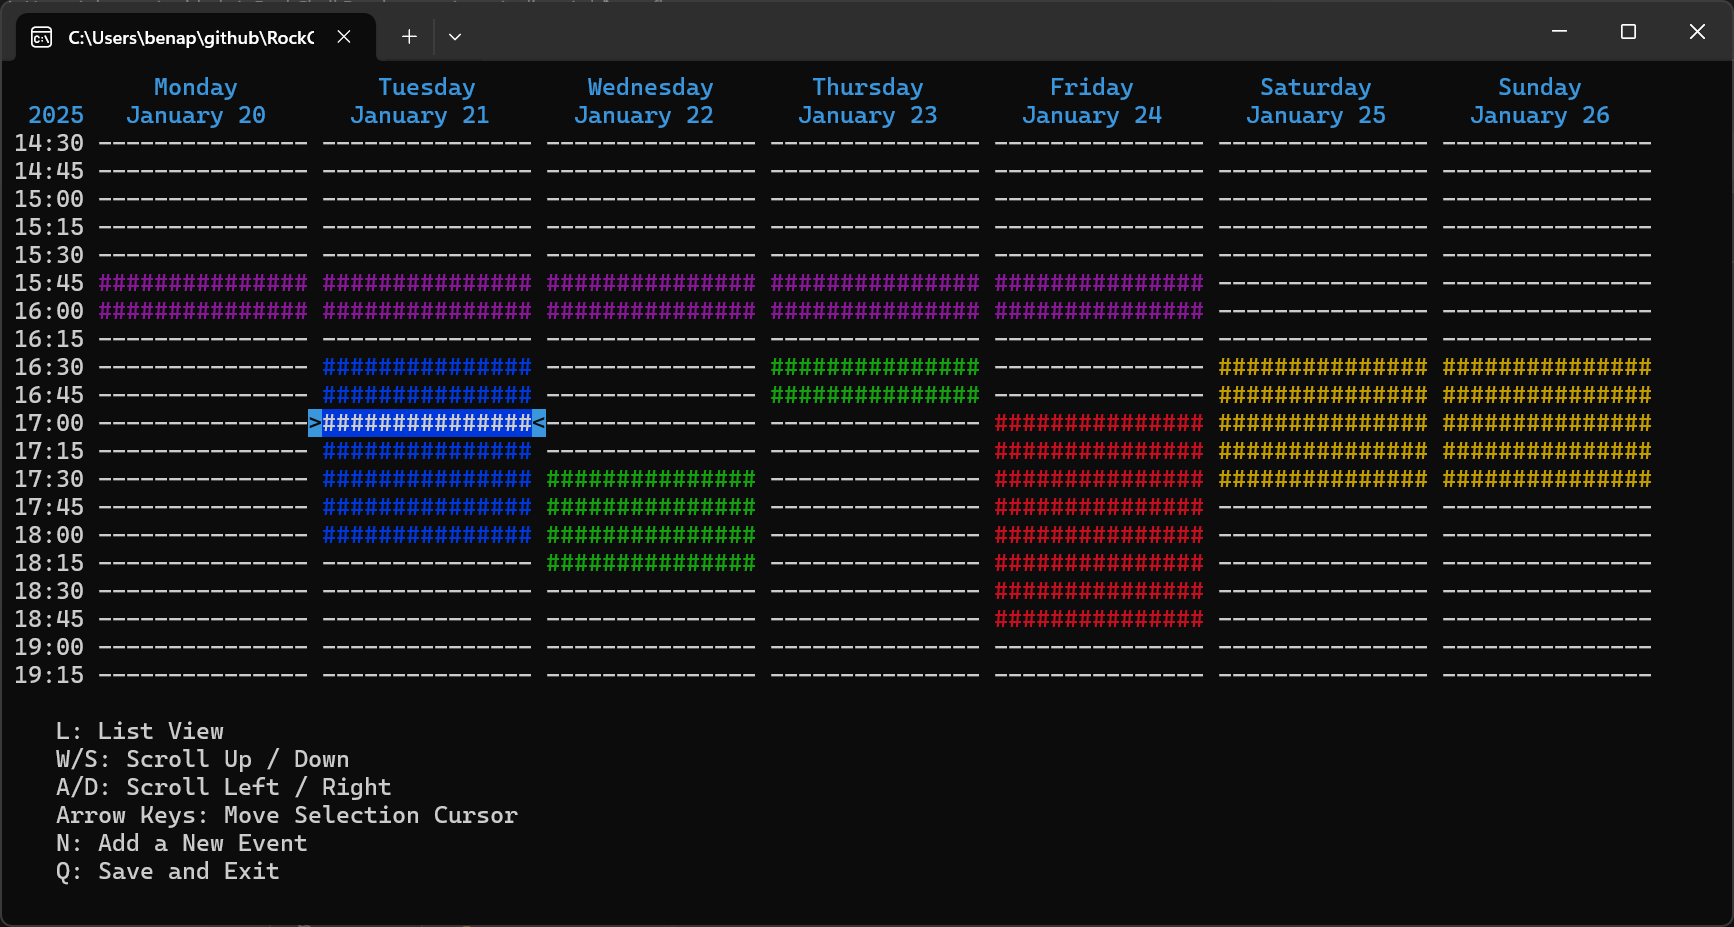 C:\Users\benap\github\RockC
Monday Tuesday Wednesday Thursday Friday Saturday Sunday
2025 January 20 January 21 January 22 January 23 January 24 January 25 January 26
14:30 --------------- --------------- --------------- --------------- --------------- --------------- ---------------
14:45 --------------- --------------- --------------- --------------- --------------- --------------- ---------------
15:00 --------------- --------------- --------------- --------------- --------------- --------------- ---------------
15:15 --------------- --------------- --------------- --------------- --------------- --------------- ---------------
15:30 --------------- --------------- --------------- --------------- --------------- --------------- ---------------
15:45 ############### ############### ############### ############### ############### --------------- ---------------
16:00 ############### ############### ############### ############### ############### --------------- ---------------
16:15 --------------- --------------- --------------- --------------- --------------- --------------- ---------------
16:30 --------------- ############### --------------- ############### --------------- ############### ###############
16:45 --------------- ############### --------------- ############### --------------- ############### ###############
17:00 --------------->###############<--------------- --------------- ############### ############### ###############
17:15 --------------- ############### --------------- --------------- ############### ############### ###############
17:30 --------------- ############### ############### --------------- ############### ############### ###############
17:45 --------------- ############### ############### --------------- ############### --------------- ---------------
18:00 --------------- ############### ############### --------------- ############### --------------- ---------------
18:15 --------------- --------------- ############### --------------- ############### --------------- ---------------
18:30 --------------- --------------- --------------- --------------- ############### --------------- ---------------
18:45 --------------- --------------- --------------- --------------- ############### --------------- ---------------
19:00 --------------- --------------- --------------- --------------- --------------- --------------- ---------------
19:15 --------------- --------------- --------------- --------------- --------------- --------------- ---------------
L: List View
W/S: Scroll Up / Down
A/D: Scroll Left / Right
Arrow Keys: Move Selection Cursor
N: Add a New Event
Q: Save and Exit